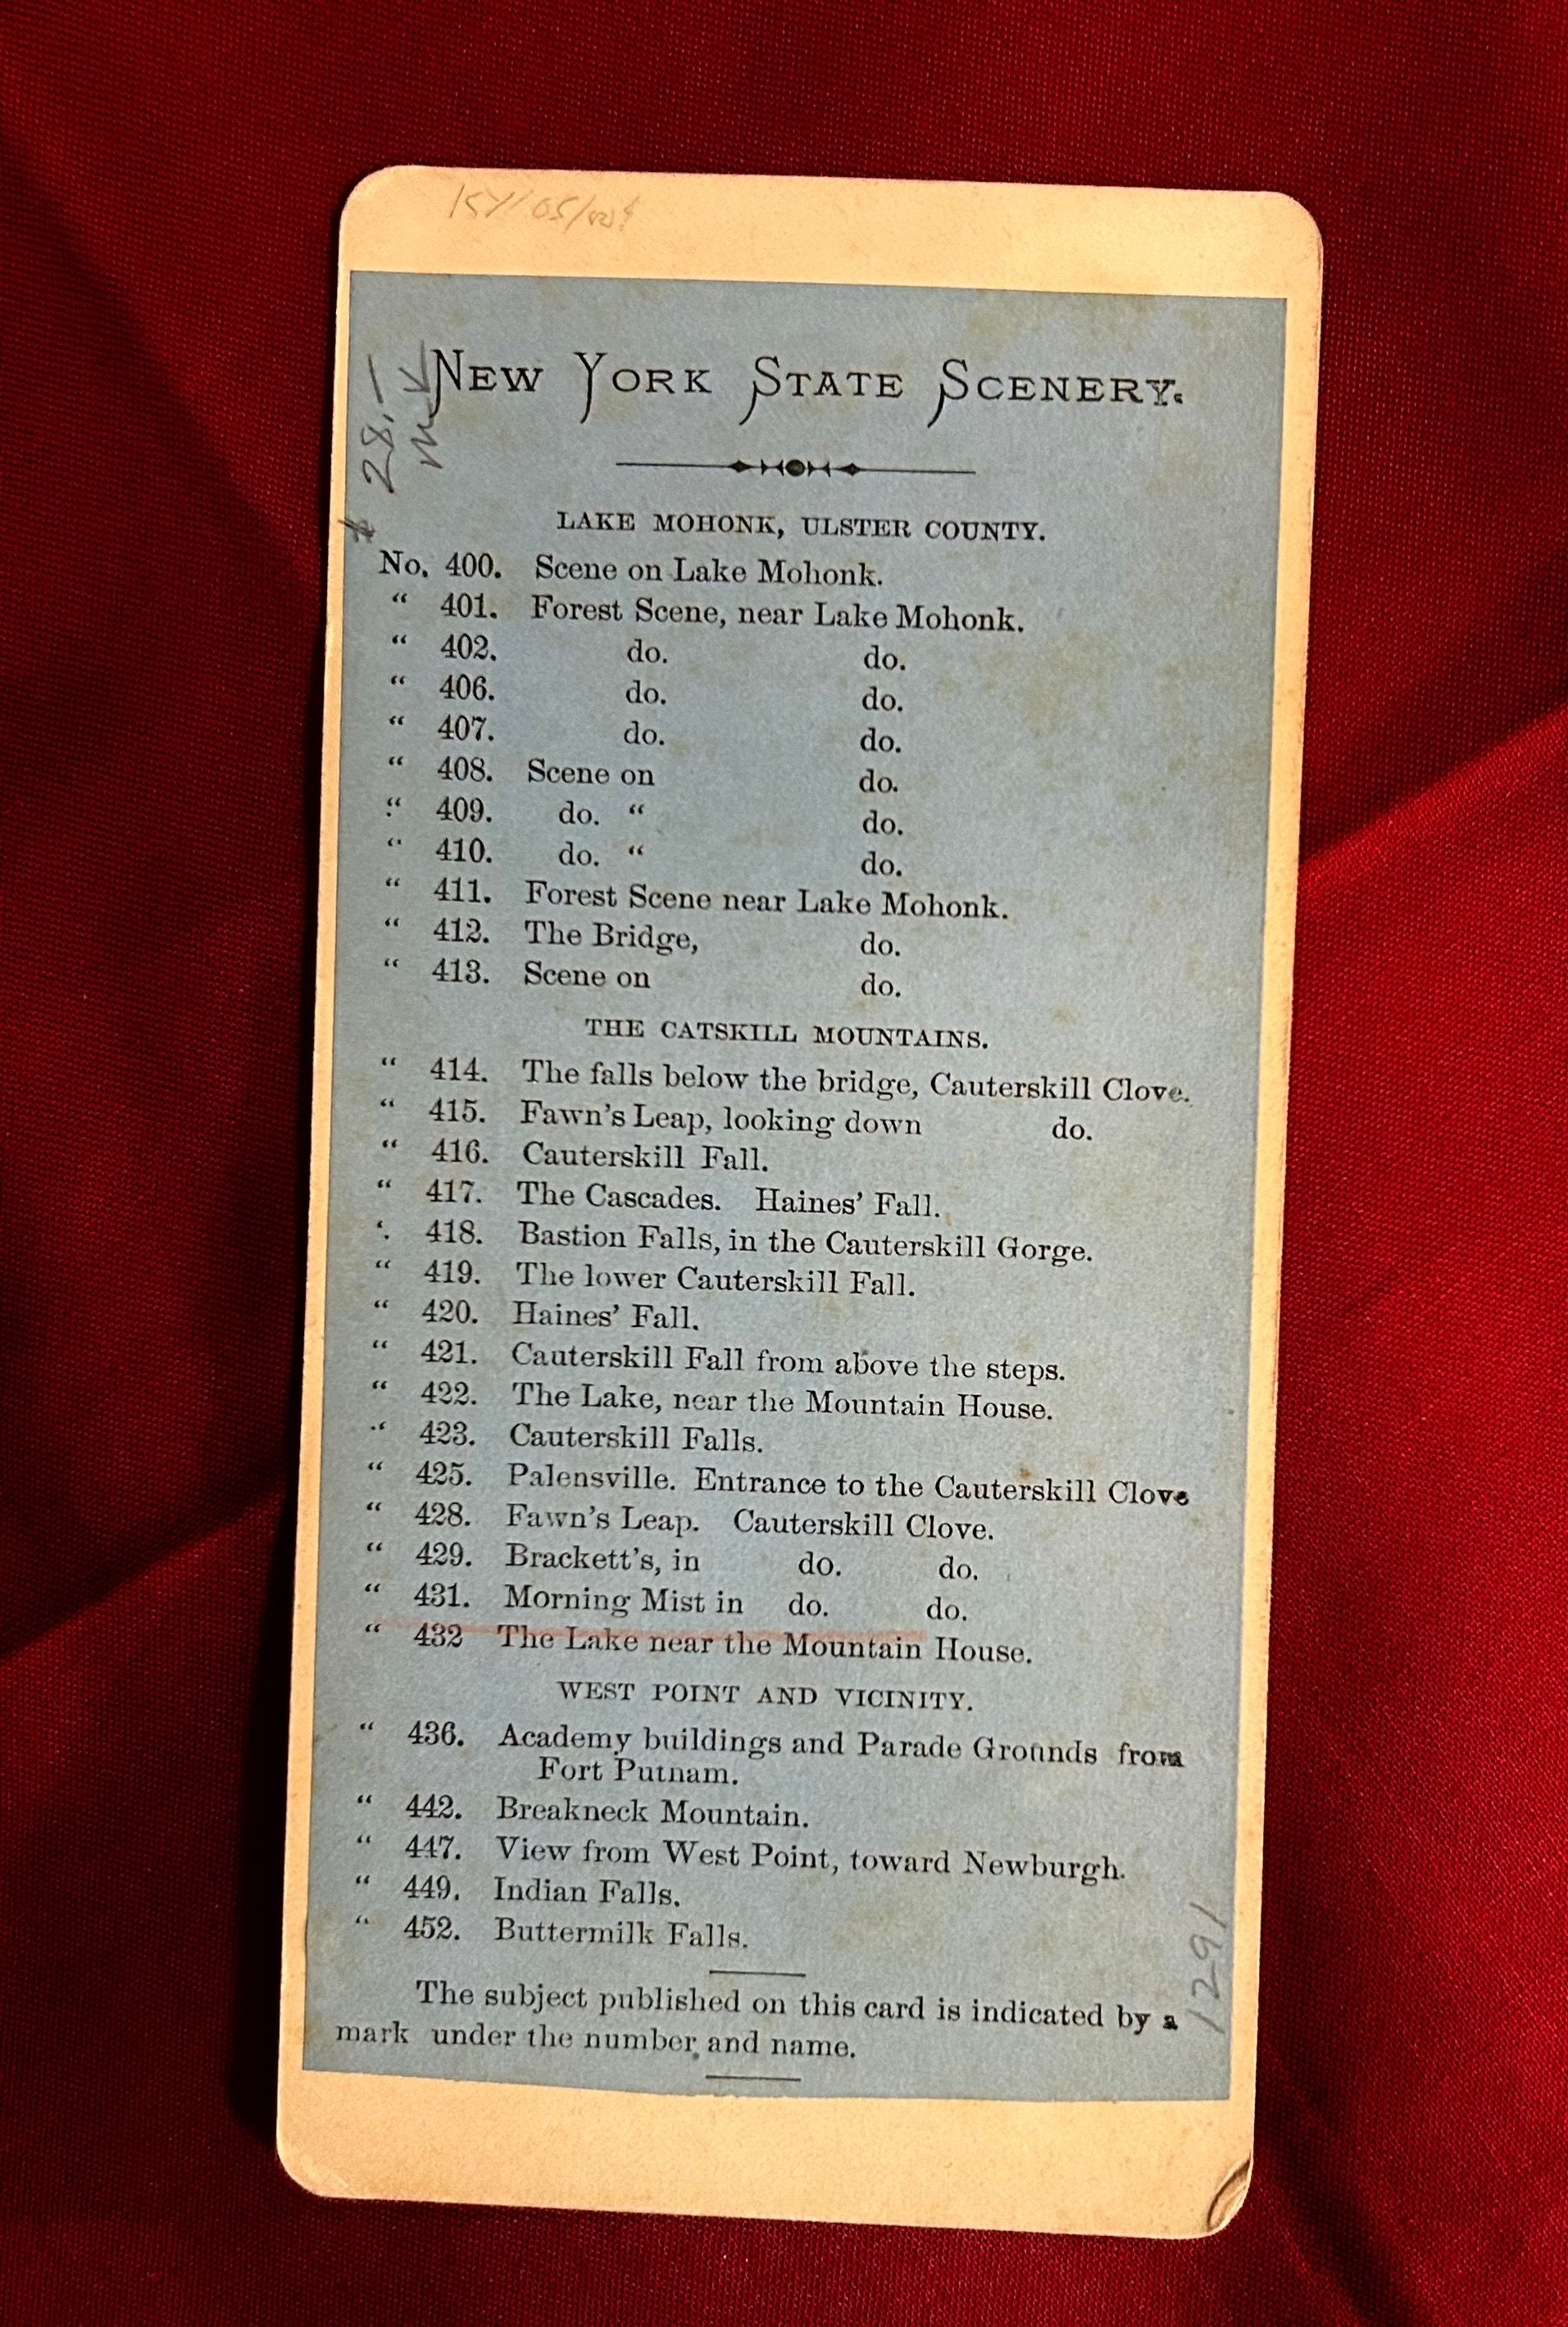 NEW YORK STATE SCENERY.
$ 28.—
LAKE MOHONK, ULSTER COUNTY.
No. 400. Scene on Lake Mohonk.
“ 401. Forest Scene, near Lake Mohonk.
“ 402. do. do.
“ 406. do. do.
“ 407. do. do.
“ 408. Scene on do.
“ 409. do. “ do.
“ 410. do. “ do.
“ 411. Forest Scene near Lake Mohonk.
“ 412. The Bridge, do.
“ 413. Scene on do.
THE CATSKILL MOUNTAINS.
“ 414. The falls below the bridge, Cauterskill Clove.
“ 415. Fawn's Leap, looking down do.
“ 416. Cauterskill Fall.
“ 417. The Cascades. Haines' Fall.
“ 418. Bastion Falls, in the Cauterskill Gorge.
“ 419. The lower Cauterskill Fall.
“ 420. Haines' Fall.
“ 421. Cauterskill Fall from above the steps.
“ 422. The Lake, near the Mountain House.
“ 423. Cauterskill Falls.
“ 425. Palensville. Entrance to the Cauterskill Clove
“ 428. Fawn's Leap. Cauterskill Clove.
“ 429. Brackett's, in do. do.
“ 431. Morning Mist in do. do.
“ 432 The Lake near the Mountain House.
WEST POINT AND VICINITY.
“ 436. Academy buildings and Parade Grounds from
Fort Putnam.
“ 442. Breakneck Mountain.
“ 447. View from West Point, toward Newburgh.
“ 449. Indian Falls.
“ 452. Buttermilk Falls.
The subject published on this card is indicated by a
mark under the number and name.
1291